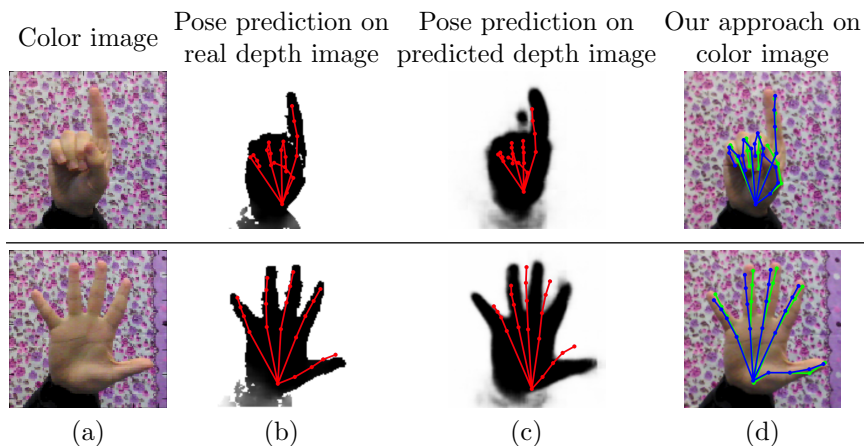 Color image
Pose prediction on
real depth image
Pose prediction on
predicted depth image
Our approach on
color image
(a)
(b)
(c)
(d)